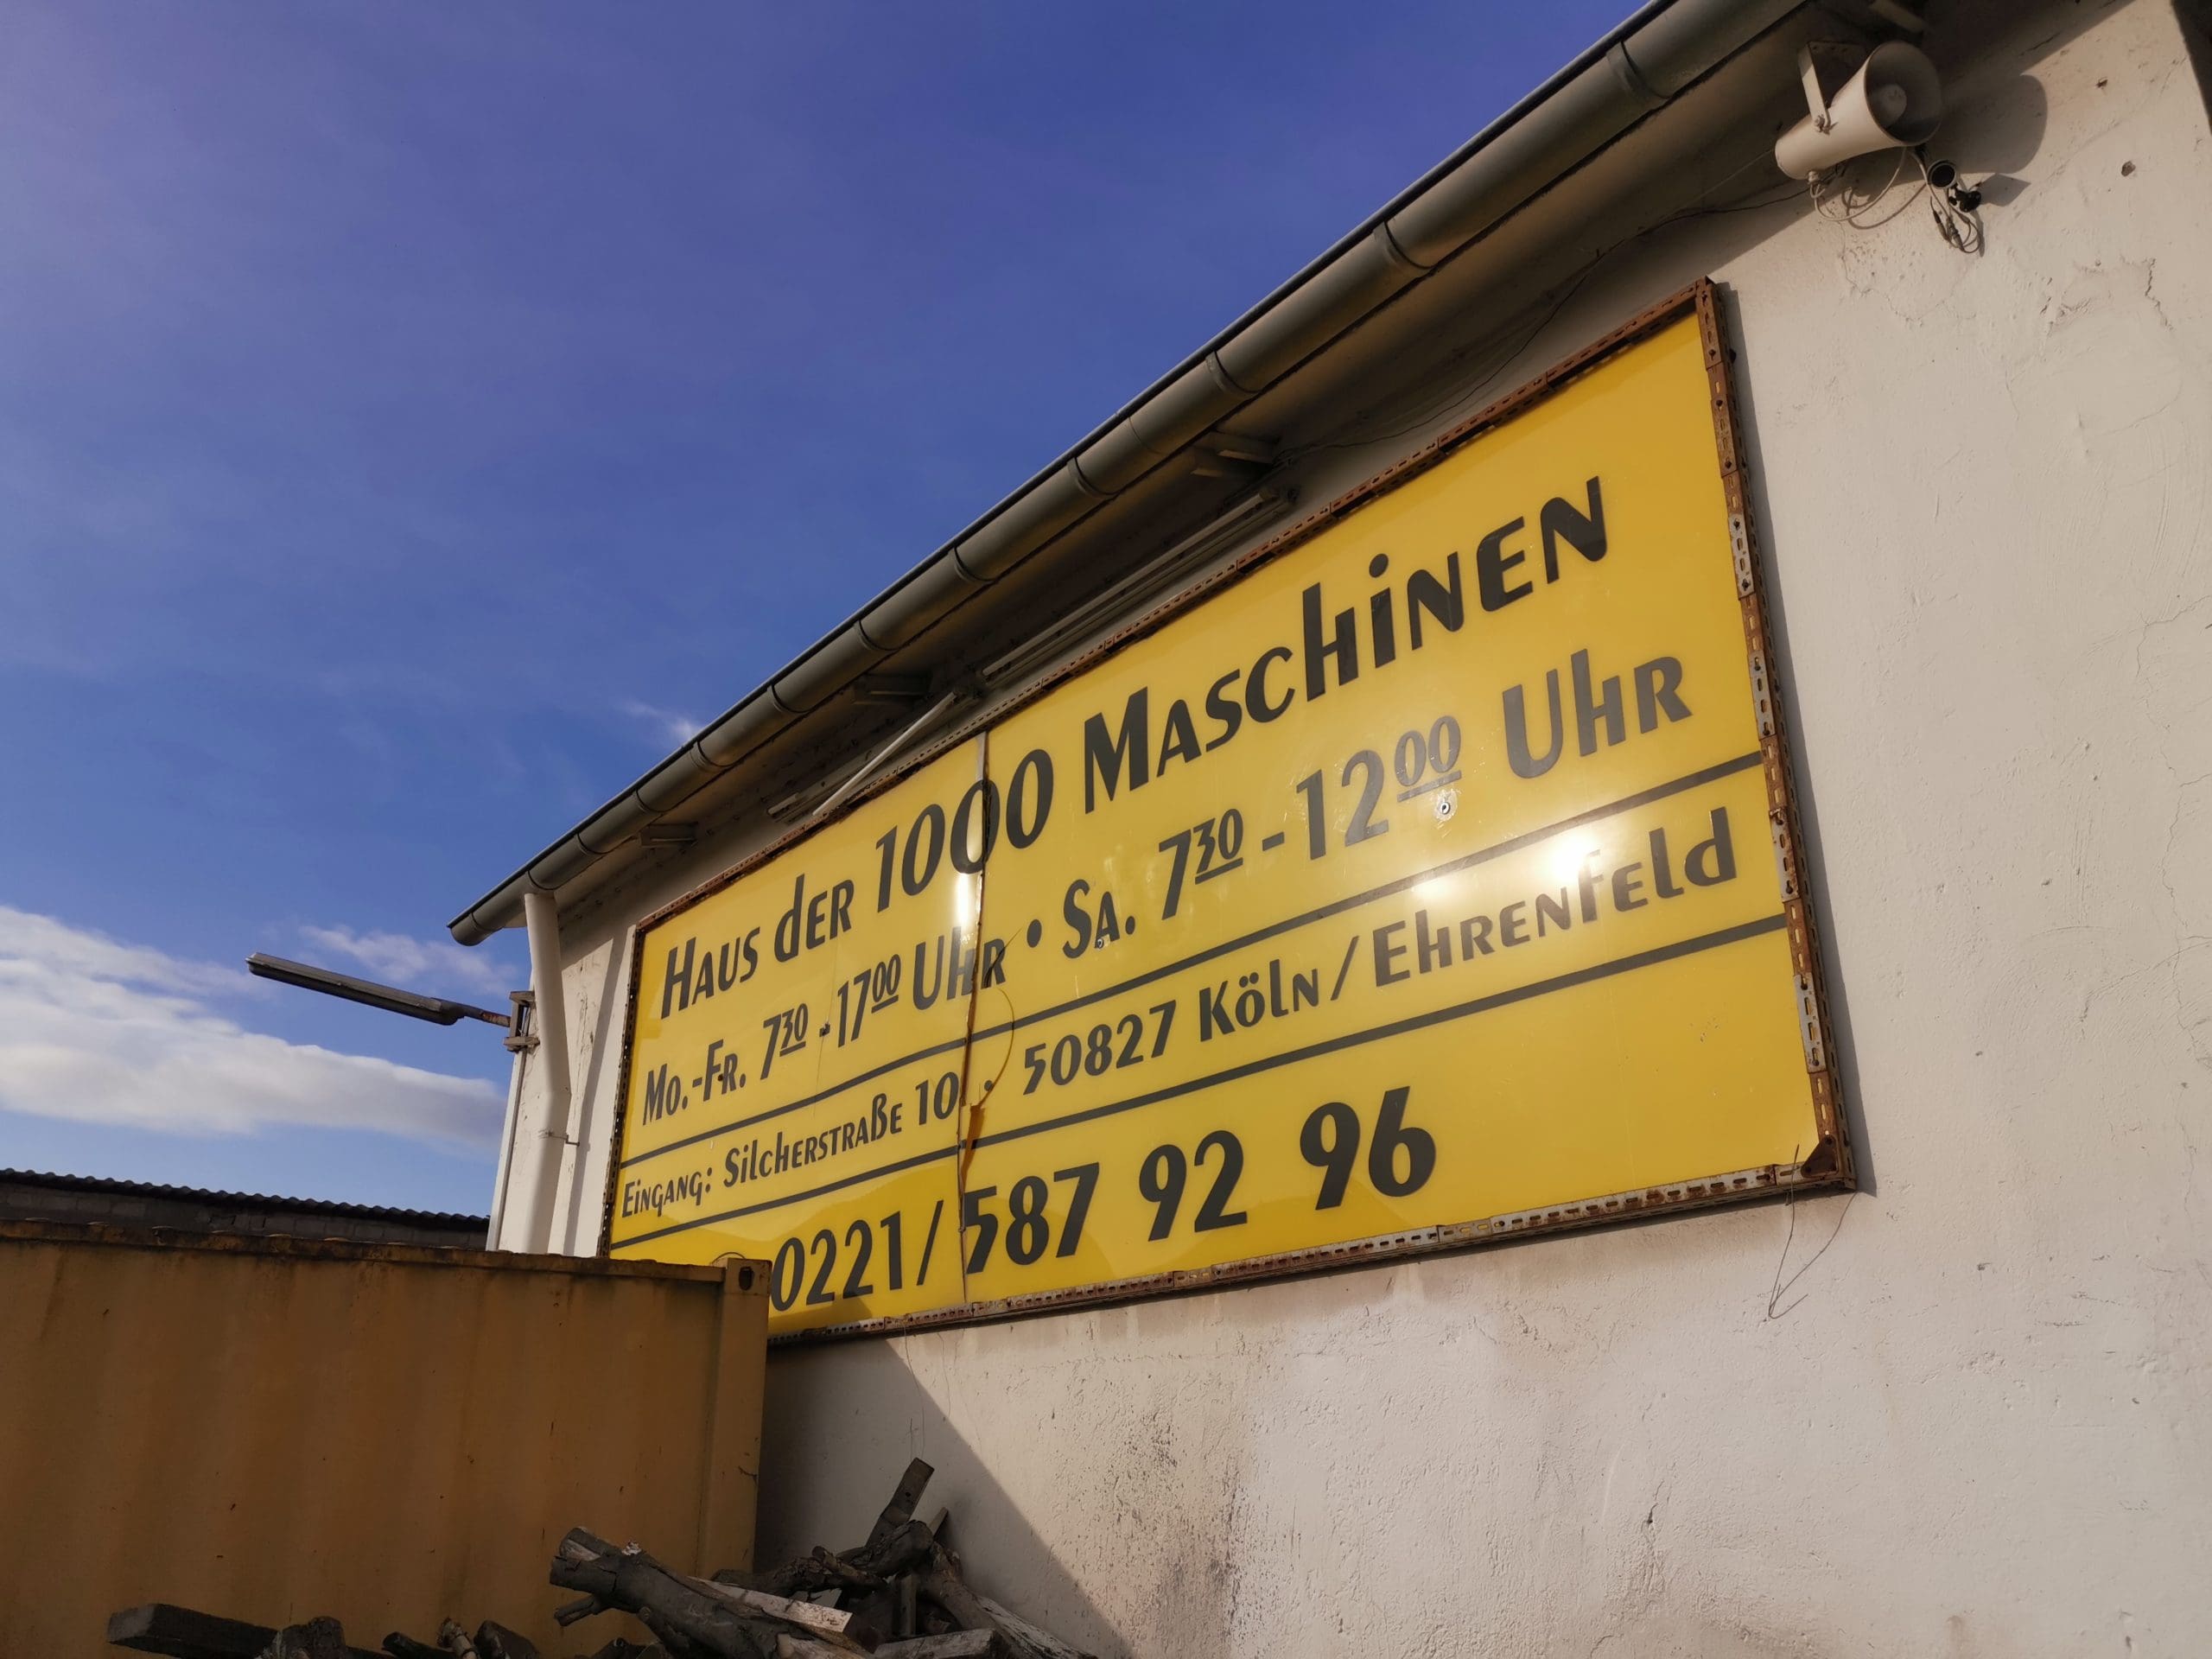 Haus der 1000 Maschinen
Mo.-Fr. 7³⁰-17⁰⁰ Uhr • Sa. 7³⁰-12⁰⁰ Uhr
Eingang: Silcherstraße 10 • 50827 Köln/Ehrenfeld
0221/587 92 96